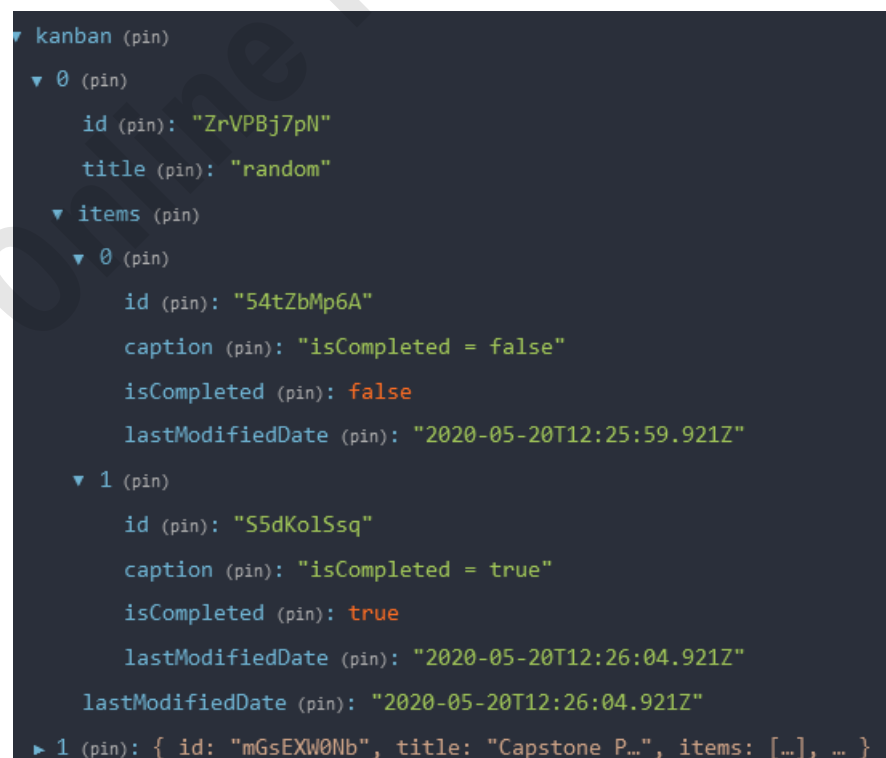 ▼ kanban (pin)
▼ 0 (pin)
id (pin): "ZrVPBj7pN"
title (pin): "random"
▼ items (pin)
▼ 0 (pin)
id (pin): "54tZbMp6A"
caption (pin): "isCompleted = false"
isCompleted (pin): false
lastModifiedDate (pin): "2020-05-20T12:25:59.921Z"
▼ 1 (pin)
id (pin): "S5dKolSsq"
caption (pin): "isCompleted = true"
isCompleted (pin): true
lastModifiedDate (pin): "2020-05-20T12:26:04.921Z"
lastModifiedDate (pin): "2020-05-20T12:26:04.921Z"
▶ 1 (pin): { id: "mGsEXW0Nb", title: "Capstone P…", items: […], … }
Online